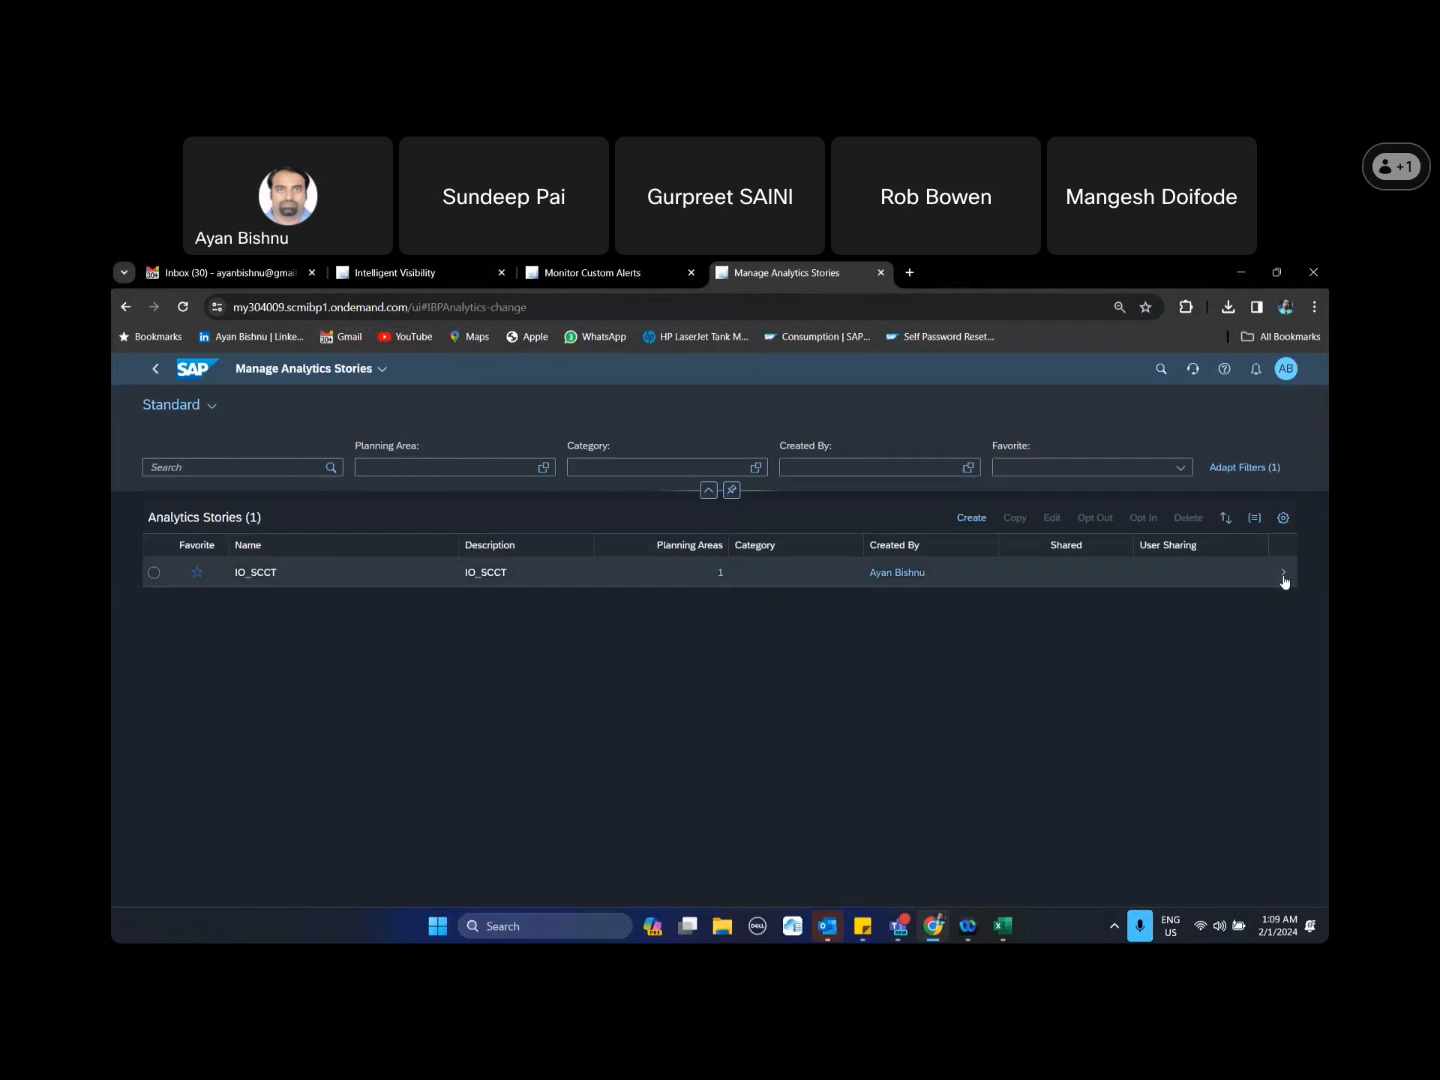 +1
Sundeep Pai
Gurpreet SAINI
Rob Bowen
Mangesh Doifode
Ayan Bishnu
Inbox (30) - ayanbishnu@gmai
Intelligent Visibility
Monitor Custom Alerts
Manage Analytics Stories
my304009.scmibp1.ondemand.com/ui#IBPAnalytics-change
Bookmarks
Ayan Bishnu | Linke...
Gmail
YouTube
Maps
Apple
WhatsApp
HP LaserJet Tank M...
Consumption | SAP...
Self Password Reset...
All Bookmarks
SAP
Manage Analytics Stories
AB
Standard
Planning Area:
Category:
Created By:
Favorite:
Search
Adapt Filters (1)
Analytics Stories (1)
Create
Copy
Edit
Opt Out
Opt In
Delete
Favorite
Name
Description
Planning Areas
Category
Created By
Shared
User Sharing
IO_SCCT
IO_SCCT
1
Ayan Bishnu
Search
DELL
ENG
US
1:09 AM
2/1/2024